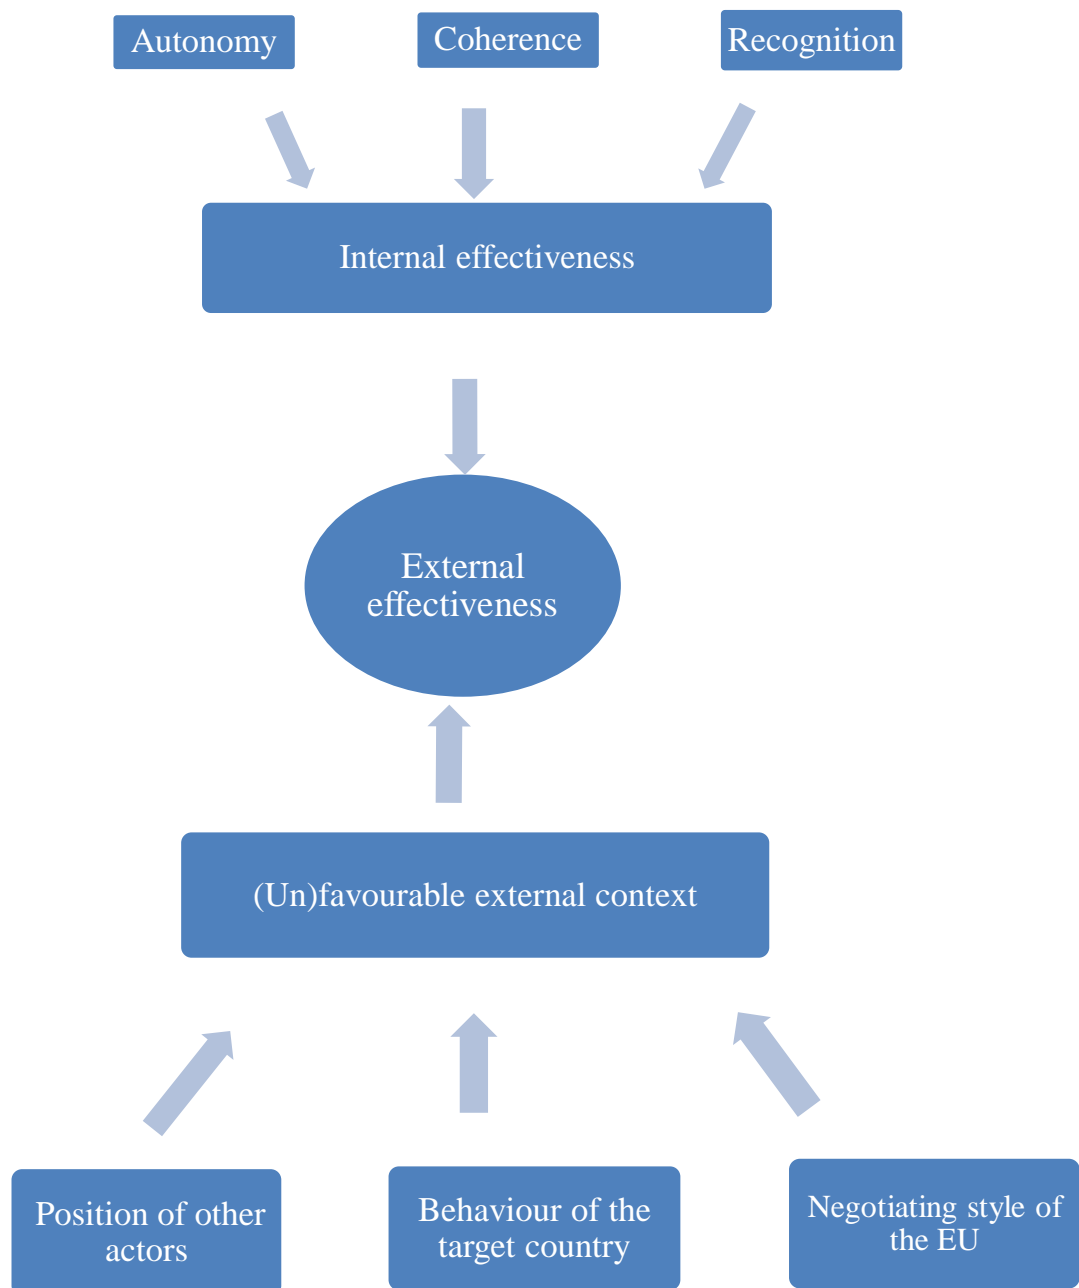 Autonomy
Coherence
Recognition
Internal effectiveness
External
effectiveness
(Un)favourable external context
Position of other
actors
Behaviour of the
target country
Negotiating style of
the EU